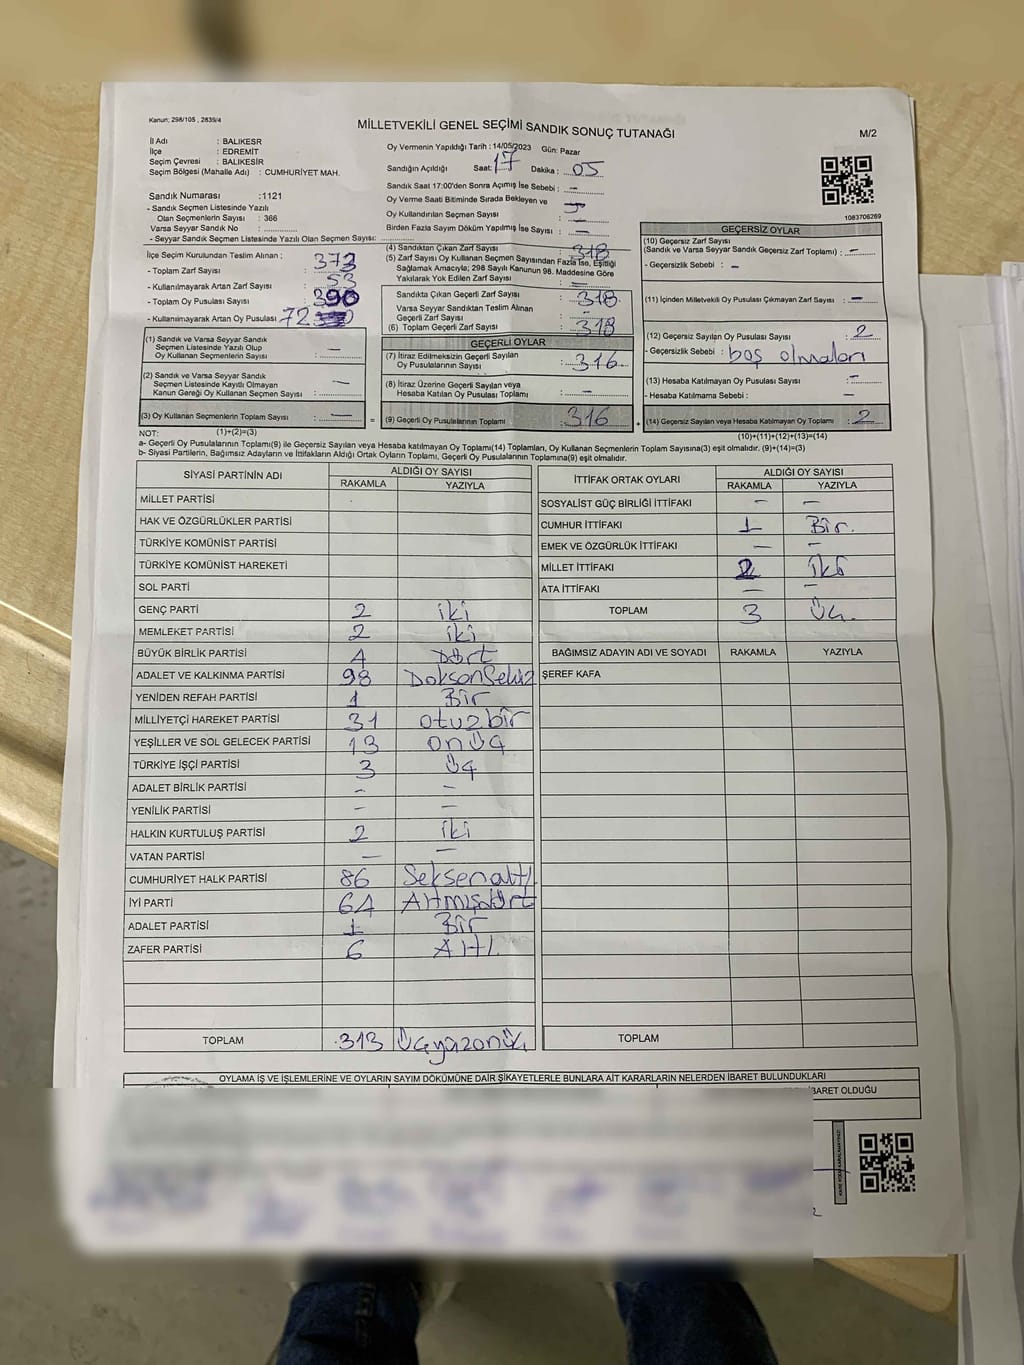 Kanun; 298/105 , 2839/4
MİLLETVEKİLİ GENEL SEÇİMİ SANDIK SONUÇ TUTANAĞI
M/2
İl Adı : BALIKESR
İlçe : EDREMİT
Seçim Çevresi : BALIKESİR
Seçim Bölgesi (Mahalle Adı) : CUMHURİYET MAH.
Sandık Numarası :1121
- Sandık Seçmen Listesinde Yazılı
Olan Seçmenlerin Sayısı : 366
Varsa Seyyar Sandık No : ..............
- Seyyar Sandık Seçmen Listesinde Yazılı Olan Seçmen Sayısı: ..............
İlçe Seçim Kurulundan Teslim Alınan ;
- Toplam Zarf Sayısı : 373
- Kullanılmayarak Artan Zarf Sayısı : 53
- Toplam Oy Pusulası Sayısı : 390
- Kullanılmayarak Artan Oy Pusulası : 72
Oy Vermenin Yapıldığı Tarih : 14/05/2023 Gün: Pazar
Sandığın Açıldığı Saat: 17 Dakika : 05
Sandık Saat 17:00'den Sonra Açımış İse Sebebi : –
Oy Verme Saati Bitiminde Sırada Bekleyen ve
Oy Kullandırılan Seçmen Sayısı : –
Birden Fazla Sayım Döküm Yapılmış İse Sayısı : –
(4) Sandıktan Çıkan Zarf Sayısı : 318
(5) Zarf Sayısı Oy Kullanan Seçmen Sayısından Fazla İse, Eşitliği
Sağlamak Amacıyla; 298 Sayılı Kanunun 98. Maddesine Göre
Yakılarak Yok Edilen Zarf Sayısı : –
Sandıkta Çıkan Geçerli Zarf Sayısı : 318
Varsa Seyyar Sandıktan Teslim Alınan
Geçerli Zarf Sayısı : –
(6) Toplam Geçerli Zarf Sayısı : 318
1083706269
GEÇERSİZ OYLAR
(10) Geçersiz Zarf Sayısı
(Sandık ve Varsa Seyyar Sandık Geçersiz Zarf Toplamı) : –
- Geçersizlik Sebebi : –
(11) İçinden Milletvekili Oy Pusulası Çıkmayan Zarf Sayısı : –
(12) Geçersiz Sayılan Oy Pusulası Sayısı : 2
- Geçersizlik Sebebi : boş olmaları
(13) Hesaba Katılmayan Oy Pusulası Sayısı : –
- Hesaba Katılmama Sebebi : –
(14) Geçersiz Sayılan veya Hesaba Katılmayan Oy Toplamı : 2
(10)+(11)+(12)+(13)=(14)
(1) Sandık ve Varsa Seyyar Sandık
Seçmen Listesinde Yazılı Olup
Oy Kullanan Seçmenlerin Sayısı : –
(2) Sandık ve Varsa Seyyar Sandık
Seçmen Listesinde Kayıtlı Olmayan
Kanun Gereği Oy Kullanan Seçmen Sayısı : –
(3) Oy Kullanan Seçmenlerin Toplam Sayısı : –
(1)+(2)=(3)
GEÇERLİ OYLAR
(7) İtiraz Edilmeksizin Geçerli Sayılan
Oy Pusulalarının Sayısı : 316
(8) İtiraz Üzerine Geçerli Sayılan veya
Hesaba Katılan Oy Pusulası Toplamı : –
= (9) Geçerli Oy Pusulalarının Toplamı 316 +
NOT:
a- Geçerli Oy Pusulalarının Toplamı(9) ile Geçersiz Sayılan veya Hesaba katılmayan Oy Toplamı(14) Toplamları, Oy Kullanan Seçmenlerin Toplam Sayısına(3) eşit olmalıdır. (9)+(14)=(3)
b- Siyasi Partilerin, Bağımsız Adayların ve İttifakların Aldığı Ortak Oyların Toplamı, Geçerli Oy Pusulalarının Toplamına(9) eşit olmalıdır.
SİYASİ PARTİNİN ADI ALDIĞI OY SAYISI
RAKAMLA YAZIYLA
MİLLET PARTİSİ
HAK VE ÖZGÜRLÜKLER PARTİSİ
TÜRKİYE KOMÜNİST PARTİSİ
TÜRKİYE KOMÜNİST HAREKETİ
SOL PARTİ
GENÇ PARTİ 2 iki
MEMLEKET PARTİSİ 2 iki
BÜYÜK BİRLİK PARTİSİ 4 Dört
ADALET VE KALKINMA PARTİSİ 98 DoksanSekiz
YENİDEN REFAH PARTİSİ 1 Bir
MİLLİYETÇİ HAREKET PARTİSİ 31 otuzbir
YEŞİLLER VE SOL GELECEK PARTİSİ 13 onüç
TÜRKİYE İŞÇİ PARTİSİ 3 üç
ADALET BİRLİK PARTİSİ – –
YENİLİK PARTİSİ – –
HALKIN KURTULUŞ PARTİSİ 2 iki
VATAN PARTİSİ – –
CUMHURİYET HALK PARTİSİ 86 Seksenaltı
İYİ PARTİ 64 Altmışdört
ADALET PARTİSİ 1 Bir
ZAFER PARTİSİ 6 Altı
TOPLAM 313 Üçyüzonüç
İTTİFAK ORTAK OYLARI ALDIĞI OY SAYISI
RAKAMLA YAZIYLA
SOSYALİST GÜÇ BİRLİĞİ İTTİFAKI – –
CUMHUR İTTİFAKI 1 Bir.
EMEK VE ÖZGÜRLÜK İTTİFAKI – –
MİLLET İTTİFAKI 2 iki
ATA İTTİFAKI – –
TOPLAM 3 Üç.
BAĞIMSIZ ADAYIN ADI VE SOYADI RAKAMLA YAZIYLA
ŞEREF KAFA
TOPLAM
OYLAMA İŞ VE İŞLEMLERİNE VE OYLARIN SAYIM DÖKÜMÜNE DAİR ŞİKAYETLERLE BUNLARA AİT KARARLARIN NELERDEN İBARET BULUNDUKLARI
İBARET OLDUĞU